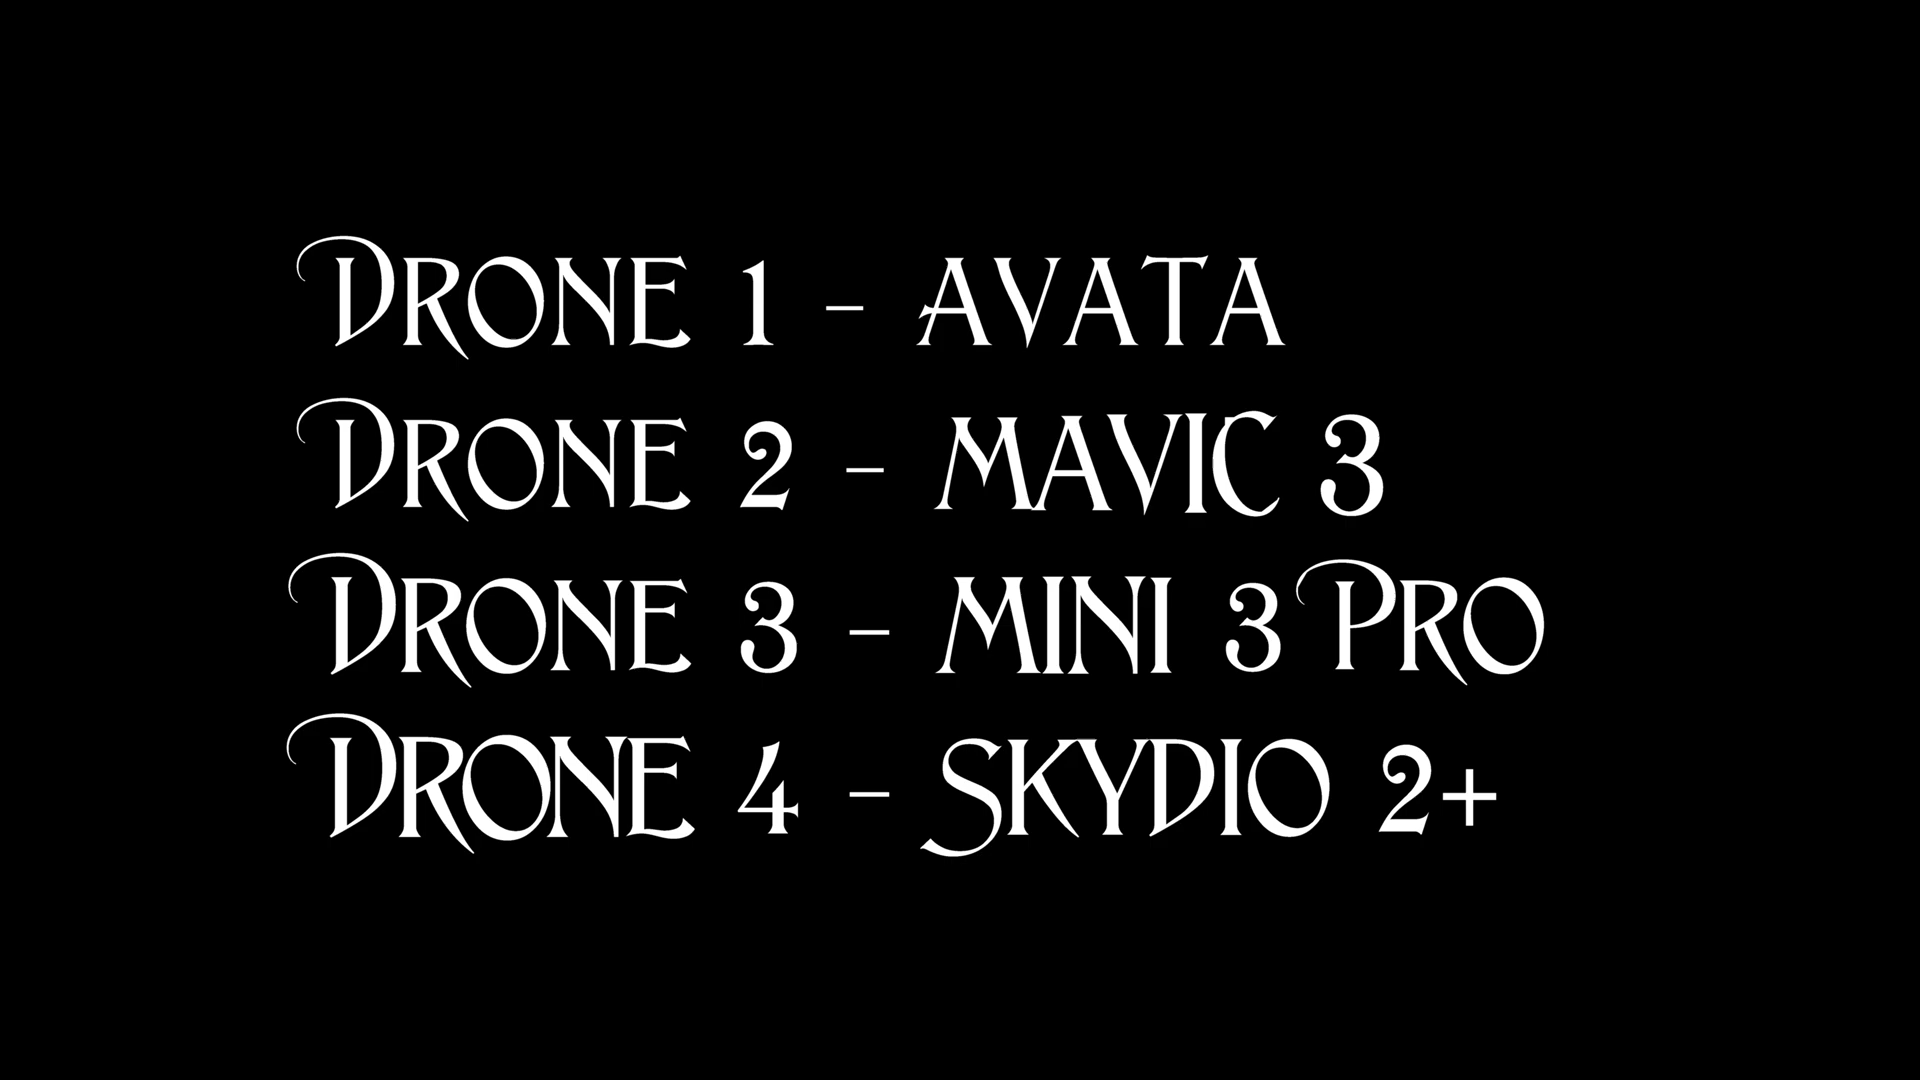 Drone 1 - Avata
Drone 2 - Mavic 3
Drone 3 - Mini 3 Pro
Drone 4 - Skydio 2+